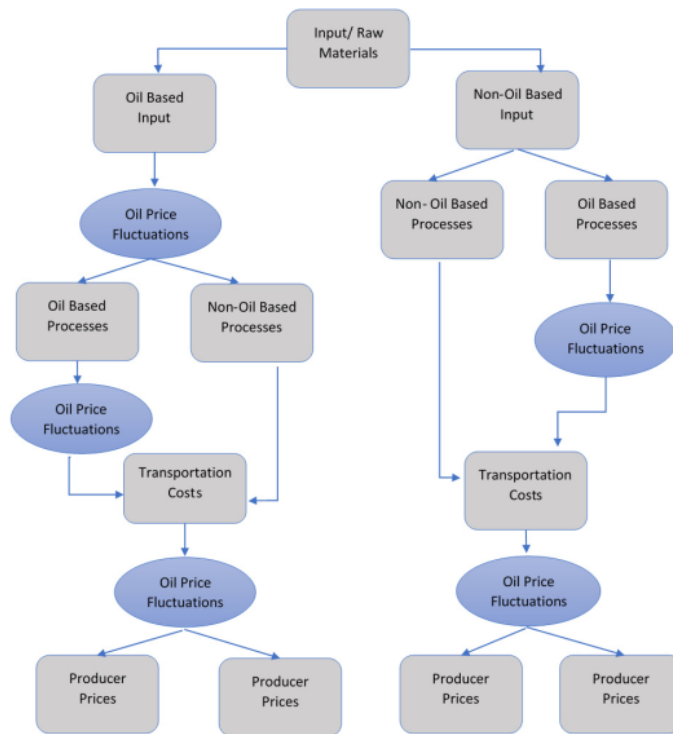 Input/ Raw
Materials
Oil Based
Input
Non-Oil Based
Input
Oil Price
Fluctuations
Non- Oil Based
Processes
Oil Based
Processes
Oil Based
Processes
Non-Oil Based
Processes
Oil Price
Fluctuations
Oil Price
Fluctuations
Transportation
Costs
Transportation
Costs
Oil Price
Fluctuations
Oil Price
Fluctuations
Producer
Prices
Producer
Prices
Producer
Prices
Producer
Prices